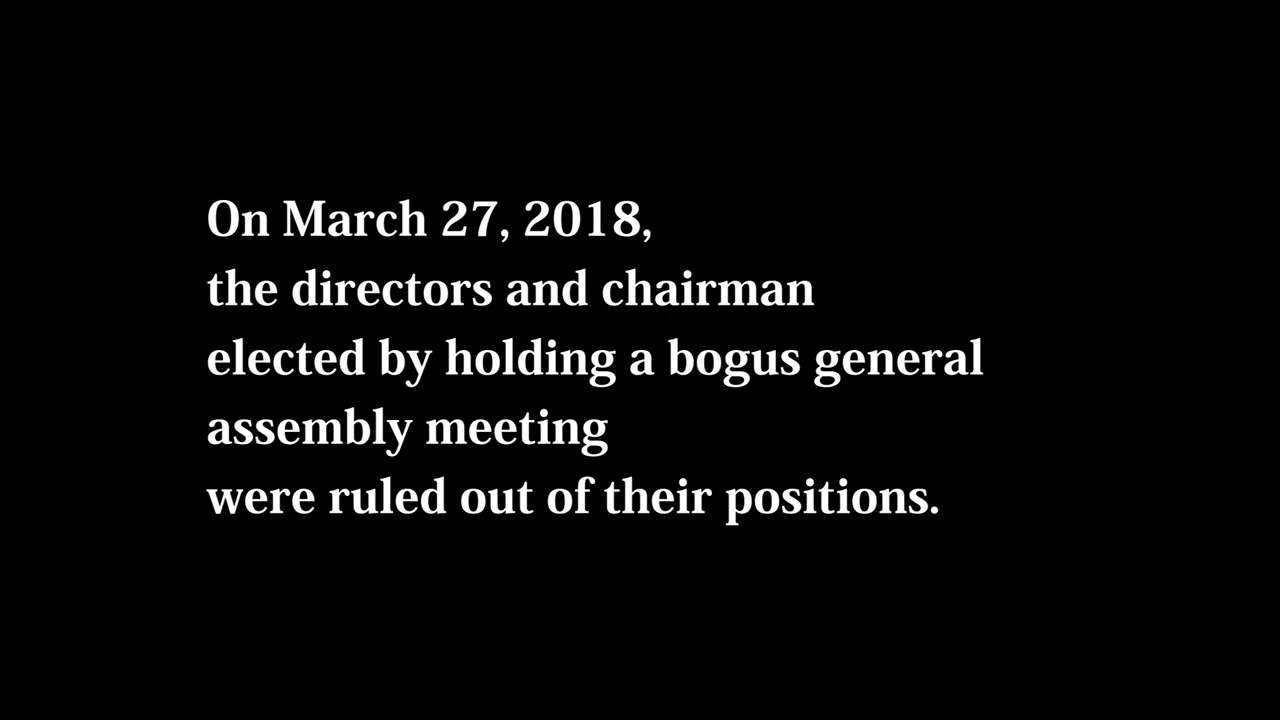 On March 27, 2018,
the directors and chairman
elected by holding a bogus general
assembly meeting
were ruled out of their positions.